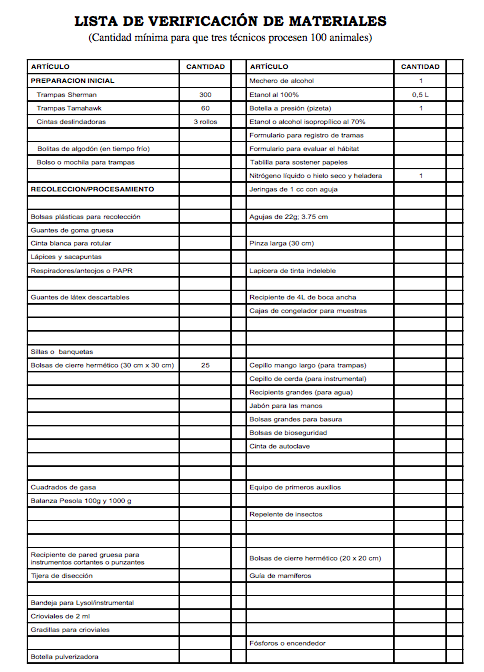 LISTA DE VERIFICACIÓN DE MATERIALES
(Cantidad mínima para que tres técnicos procesen 100 animales)
ARTÍCULO CANTIDAD ARTÍCULO CANTIDAD
PREPARACION INICIAL Mechero de alcohol 1
Trampas Sherman 300 Etanol al 100% 0,5 L
Trampas Tamahawk 60 Botella a presión (pizeta) 1
Cintas deslindadoras 3 rollos Etanol o alcohol isopropílico al 70%
Formulario para registro de tramas
Bolitas de algodón (en tiempo frío) Formulario para evaluar el hábitat
Bolso o mochila para trampas Tablilla para sostener papeles
Nitrógeno líquido o hielo seco y heladera 1
RECOLECCION/PROCESAMIENTO Jeringas de 1 cc con aguja
Bolsas plásticas para recolección Agujas de 22g; 3.75 cm
Guantes de goma gruesa
Cinta blanca para rotular Pinza larga (30 cm)
Lápices y sacapuntas
Respiradores/anteojos o PAPR Lapicera de tinta indeleble
Guantes de látex descartables Recipiente de 4L de boca ancha
Cajas de congelador para muestras
Sillas o banquetas
Bolsas de cierre hermético (30 cm x 30 cm) 25 Cepillo mango largo (para trampas)
Cepillo de cerda (para instrumental)
Recipients grandes (para agua)
Jabón para las manos
Bolsas grandes para basura
Bolsas de bioseguridad
Cinta de autoclave
Cuadrados de gasa Equipo de primeros auxilios
Balanza Pesola 100g y 1000 g
Repelente de insectos
Recipiente de pared gruesa para
instrumentos cortantes o punzantes Bolsas de cierre hermético (20 x 20 cm)
Tijera de disección Guía de mamíferos
Bandeja para Lysol/instrumental
Crioviales de 2 ml
Gradillas para crioviales
Fósforos o encendedor
Botella pulverizadora